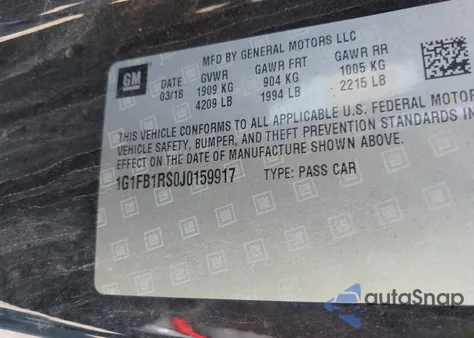 MFD BY GENERAL MOTORS LLC
GM DATE GVWR GAWR FRT GAWR RR
03/18 1909 KG 904 KG 1005 KG
4209 LB 1994 LB 2215 LB
THIS VEHICLE CONFORMS TO ALL APPLICABLE U.S. FEDERAL MOTOR
VEHICLE SAFETY, BUMPER, AND THEFT PREVENTION STANDARDS IN
EFFECT ON THE DATE OF MANUFACTURE SHOWN ABOVE.
1G1FB1RS0J0159917 TYPE: PASS CAR
autoSnap